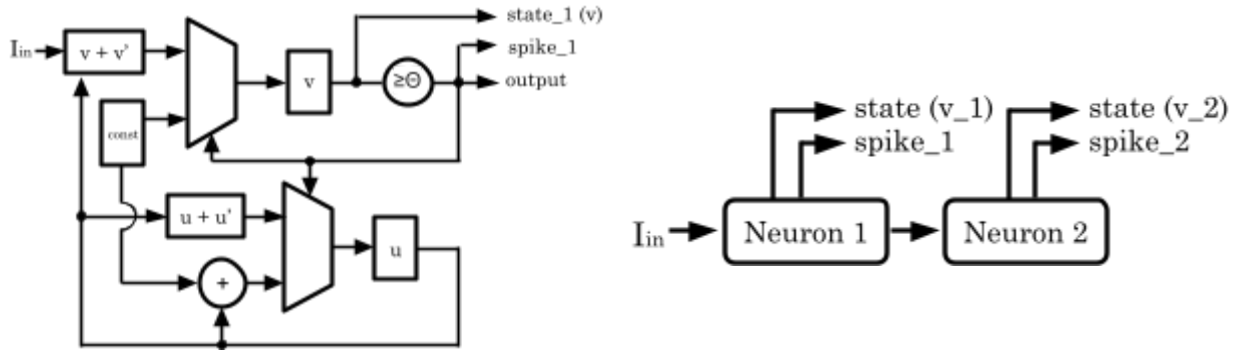 state_1 (v)
Iin
v + v'
spike_1
v
≥Θ
output
const
u + u'
u
+
state (v_1)
spike_1
state (v_2)
spike_2
Iin
Neuron 1
Neuron 2